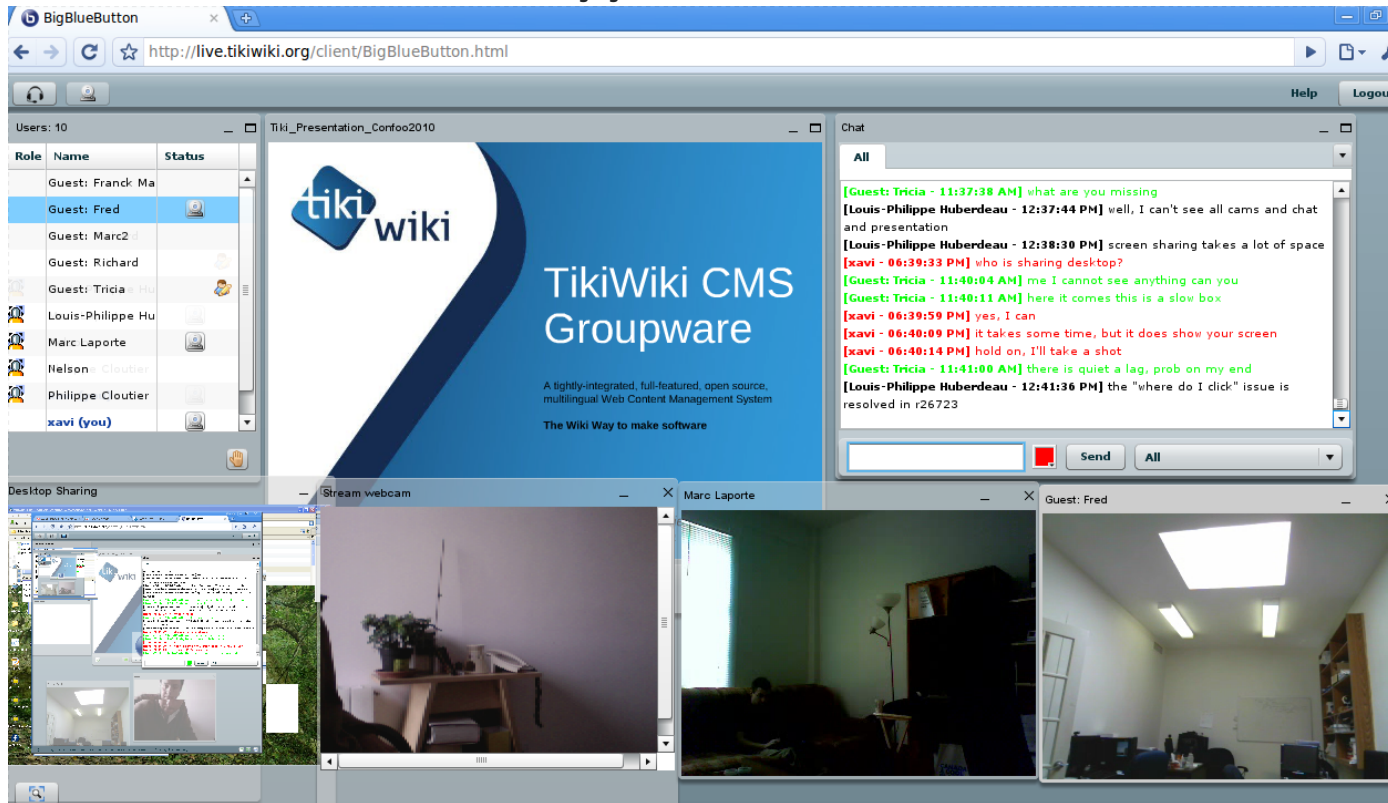 BigBlueButton
http://live.tikiwiki.org/client/BigBlueButton.html
Help
Logou
Users: 10
Role Name Status
Guest: Franck Ma
Guest: Fred
Guest: Marc2
Guest: Richard
Guest: Tricia
Louis-Philippe Hu
Marc Laporte
Nelson
Philippe Cloutier
xavi (you)
Tiki_Presentation_Confoo2010
tiki
wiki
TikiWiki CMS
Groupware
A tightly-integrated, full-featured, open source,
multilingual Web Content Management System
The Wiki Way to make software
Chat
All
[Guest: Tricia - 11:37:38 AM] what are you missing
[Louis-Philippe Huberdeau - 12:37:44 PM] well, I can't see all cams and chat
and presentation
[Louis-Philippe Huberdeau - 12:38:30 PM] screen sharing takes a lot of space
[xavi - 06:39:33 PM] who is sharing desktop?
[Guest: Tricia - 11:40:04 AM] me I cannot see anything can you
[Guest: Tricia - 11:40:11 AM] here it comes this is a slow box
[xavi - 06:39:59 PM] yes, I can
[xavi - 06:40:09 PM] it takes some time, but it does show your screen
[xavi - 06:40:14 PM] hold on, I'll take a shot
[Guest: Tricia - 11:41:00 AM] there is quiet a lag, prob on my end
[Louis-Philippe Huberdeau - 12:41:36 PM] the "where do I click" issue is
resolved in r26723
Send
All
Desktop Sharing
Stream webcam
Marc Laporte
Guest: Fred